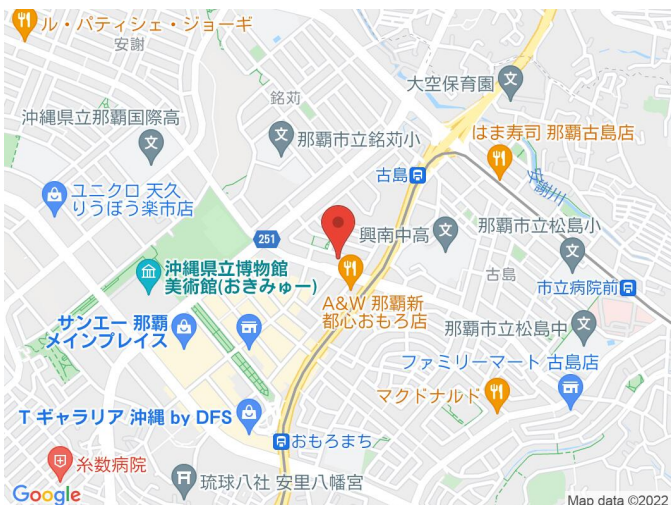 ル・パティシェ・ジョーギ
安謝
銘苅
大空保育園
沖縄県立那覇国際高
那覇市立銘苅小
はま寿司 那覇古島店
古島
安謝川
ユニクロ 天久
りうぼう楽市店
251
興南中高
那覇市立松島小
古島
沖縄県立博物館
美術館(おきみゅー)
市立病院前
A&W 那覇新
都心おもろ店
サンエー 那覇
メインプレイス
那覇市立松島中
ファミリーマート 古島店
マクドナルド
T ギャラリア 沖縄 by DFS
おもろまち
糸数病院
琉球八社 安里八幡宮
Google
Map data ©2022